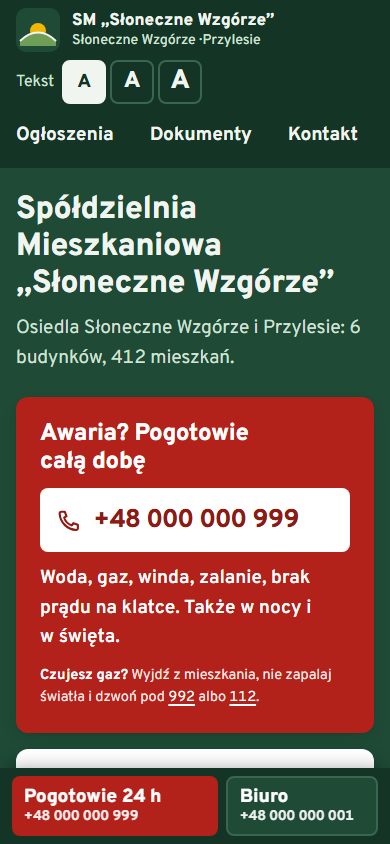 SM „Słoneczne Wzgórze”
Słoneczne Wzgórze ·Przylesie
Tekst A A A
Ogłoszenia Dokumenty Kontakt
Spółdzielnia
Mieszkaniowa
„Słoneczne Wzgórze”
Osiedla Słoneczne Wzgórze i Przylesie: 6
budynków, 412 mieszkań.
Awaria? Pogotowie
całą dobę
+48 000 000 999
Woda, gaz, winda, zalanie, brak
prądu na klatce. Także w nocy i
w święta.
Czujesz gaz? Wyjdź z mieszkania, nie zapalaj
światła i dzwoń pod 992 albo 112.
Pogotowie 24 h
+48 000 000 999
Biuro
+48 000 000 001